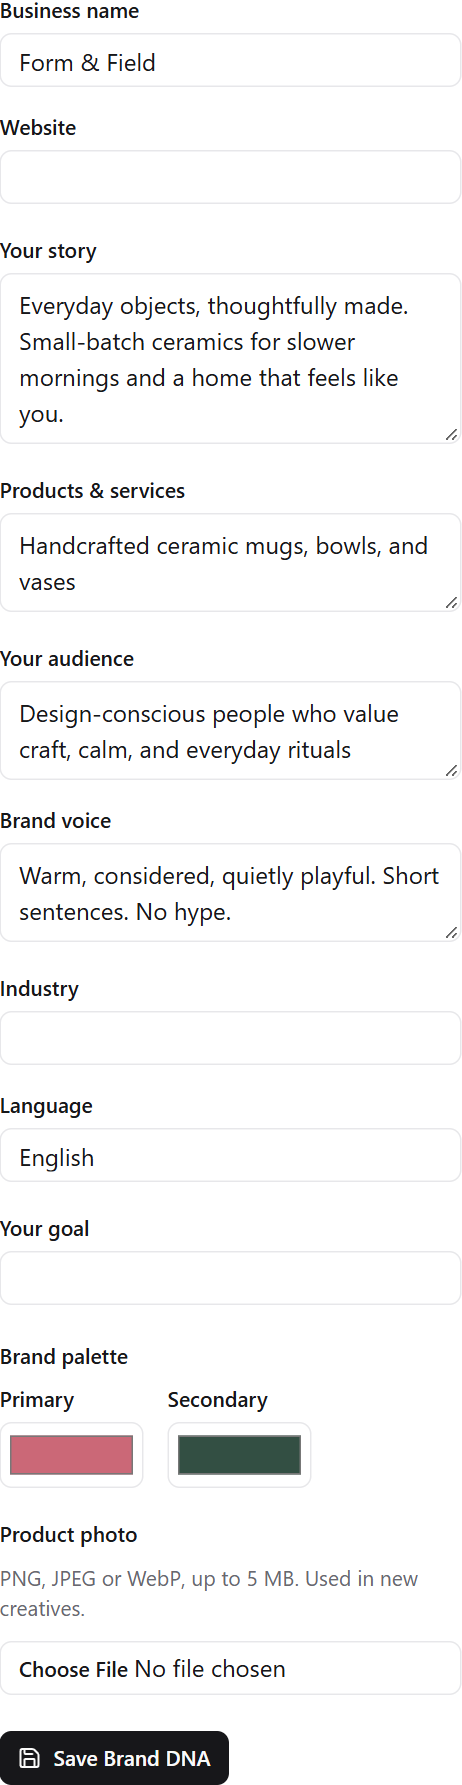 Business name
Form & Field
Website
Your story
Everyday objects, thoughtfully made.
Small-batch ceramics for slower
mornings and a home that feels like
you.
Products & services
Handcrafted ceramic mugs, bowls, and
vases
Your audience
Design-conscious people who value
craft, calm, and everyday rituals
Brand voice
Warm, considered, quietly playful. Short
sentences. No hype.
Industry
Language
English
Your goal
Brand palette
Primary Secondary
Product photo
PNG, JPEG or WebP, up to 5 MB. Used in new
creatives.
Choose File No file chosen
Save Brand DNA